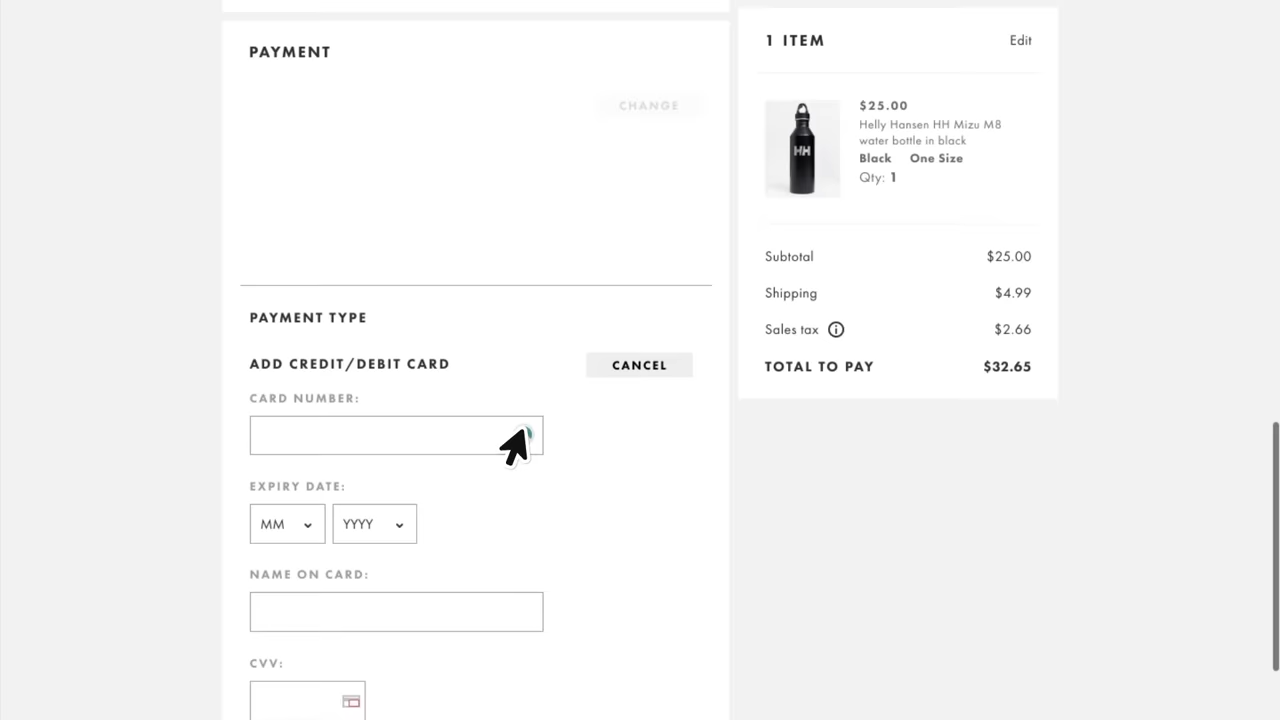 PAYMENT
CHANGE
PAYMENT TYPE
ADD CREDIT/DEBIT CARD
CANCEL
CARD NUMBER:
EXPIRY DATE:
MM
YYYY
NAME ON CARD:
CVV:
1 ITEM
Edit
HH
$25.00
Helly Hansen HH Mizu M8
water bottle in black
Black One Size
Qty: 1
Subtotal $25.00
Shipping $4.99
Sales tax $2.66
TOTAL TO PAY $32.65